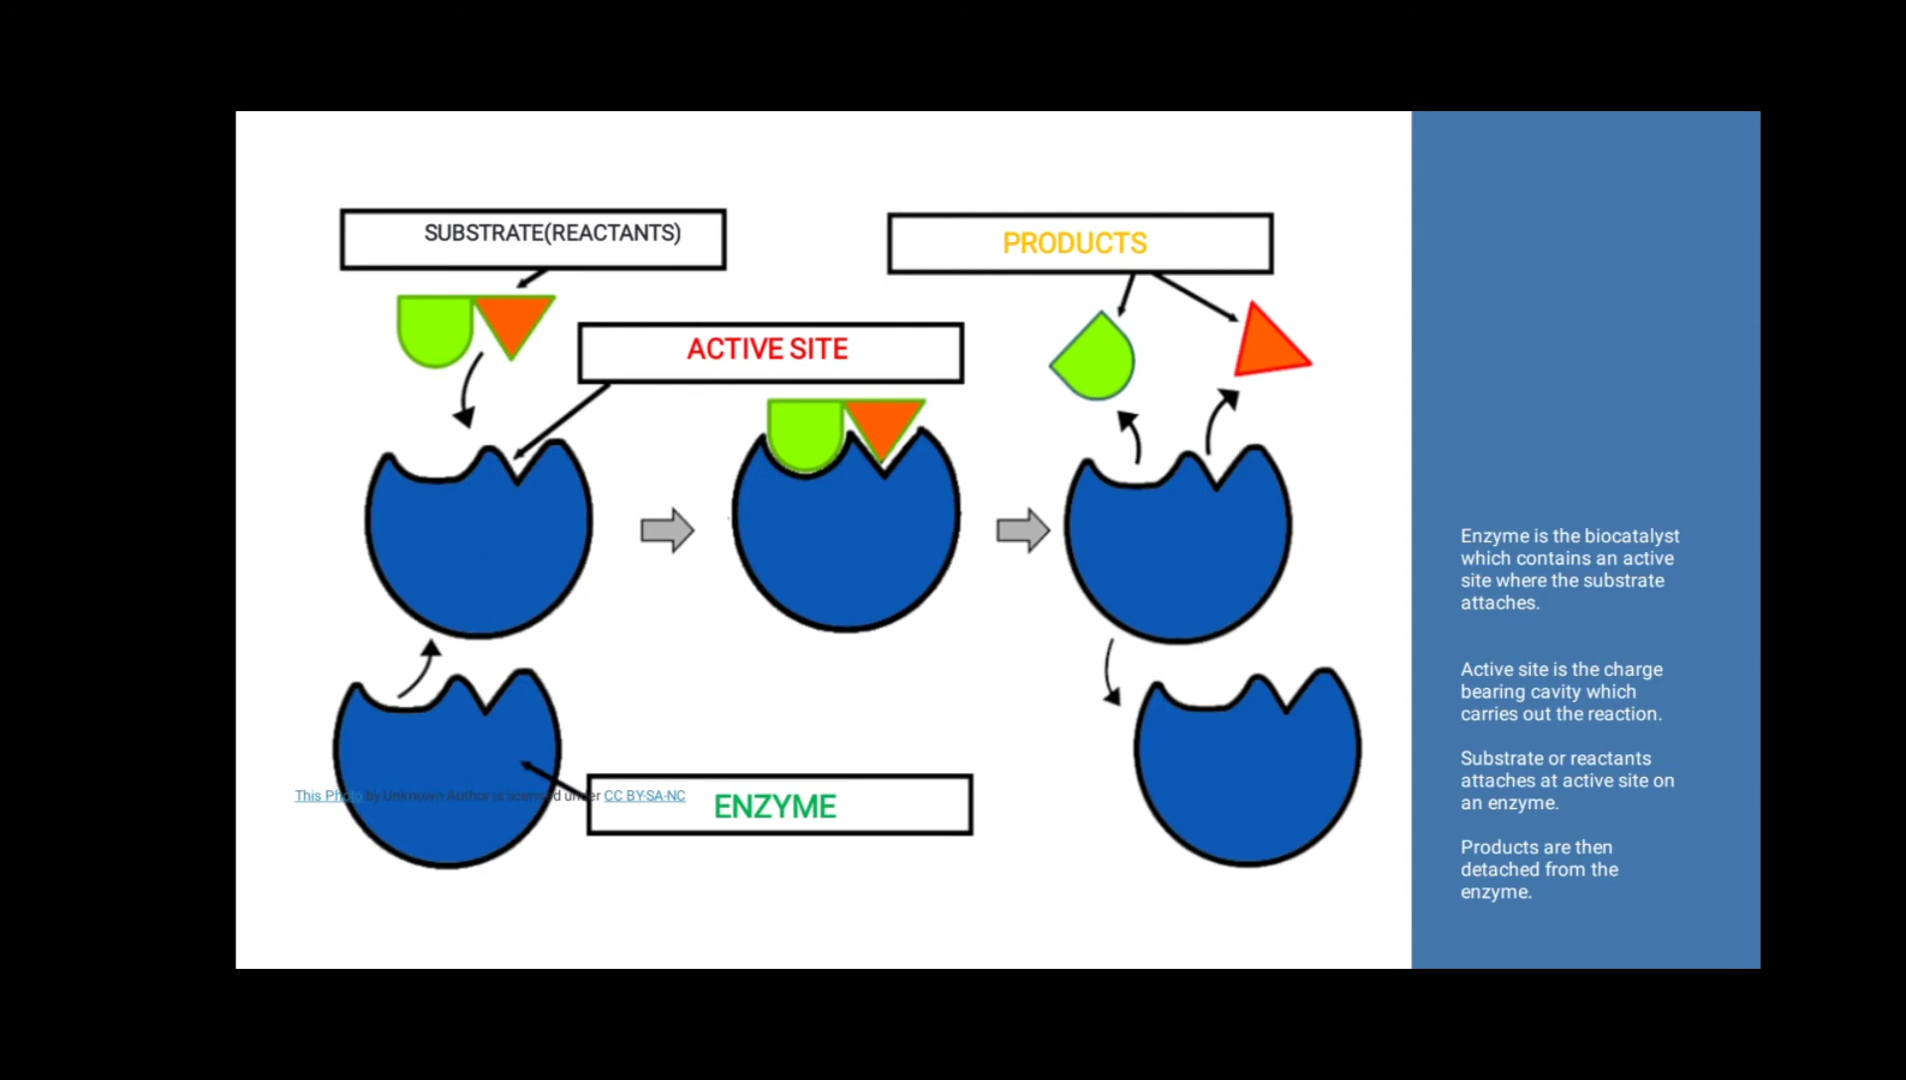 SUBSTRATE(REACTANTS)
PRODUCTS
ACTIVE SITE
ENZYME
This Photo by Unknown Author is licensed under CC BY-SA-NC
Enzyme is the biocatalyst
which contains an active
site where the substrate
attaches.
Active site is the charge
bearing cavity which
carries out the reaction.
Substrate or reactants
attaches at active site on
an enzyme.
Products are then
detached from the
enzyme.